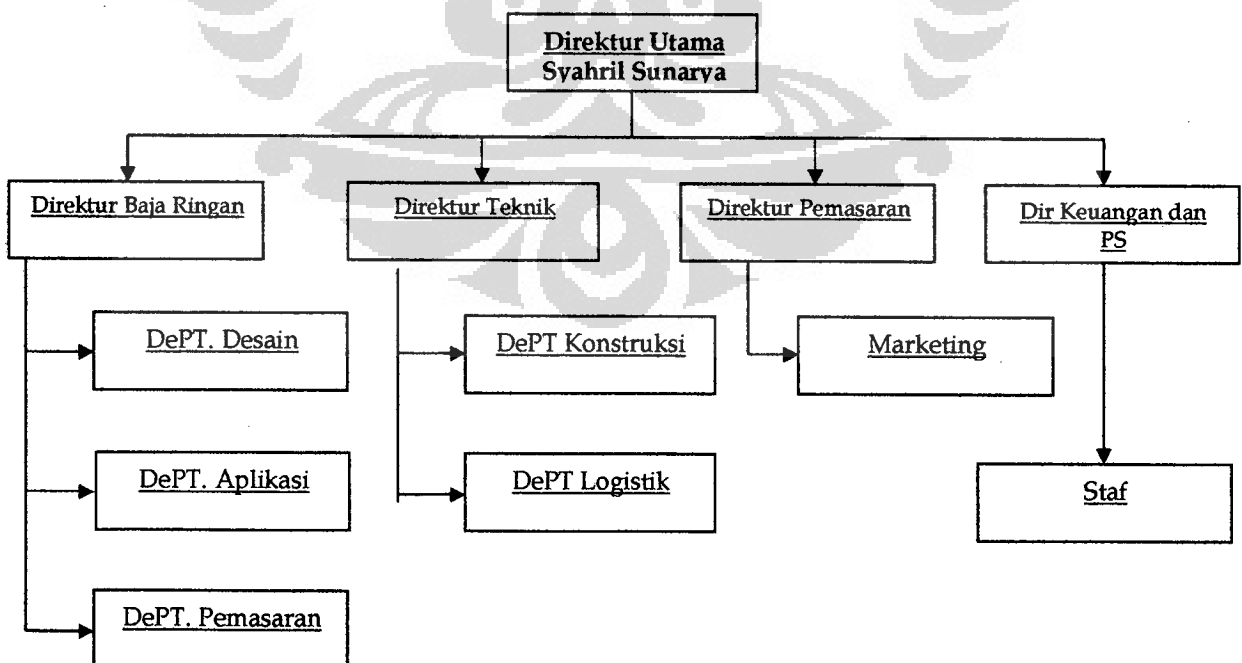 Direktur Utama
Syahril Sunarya
Direktur Baja Ringan
Direktur Teknik
Direktur Pemasaran
Dir Keuangan dan
PS
DePT. Desain
DePT Konstruksi
Marketing
DePT. Aplikasi
DePT Logistik
Staf
DePT. Pemasaran